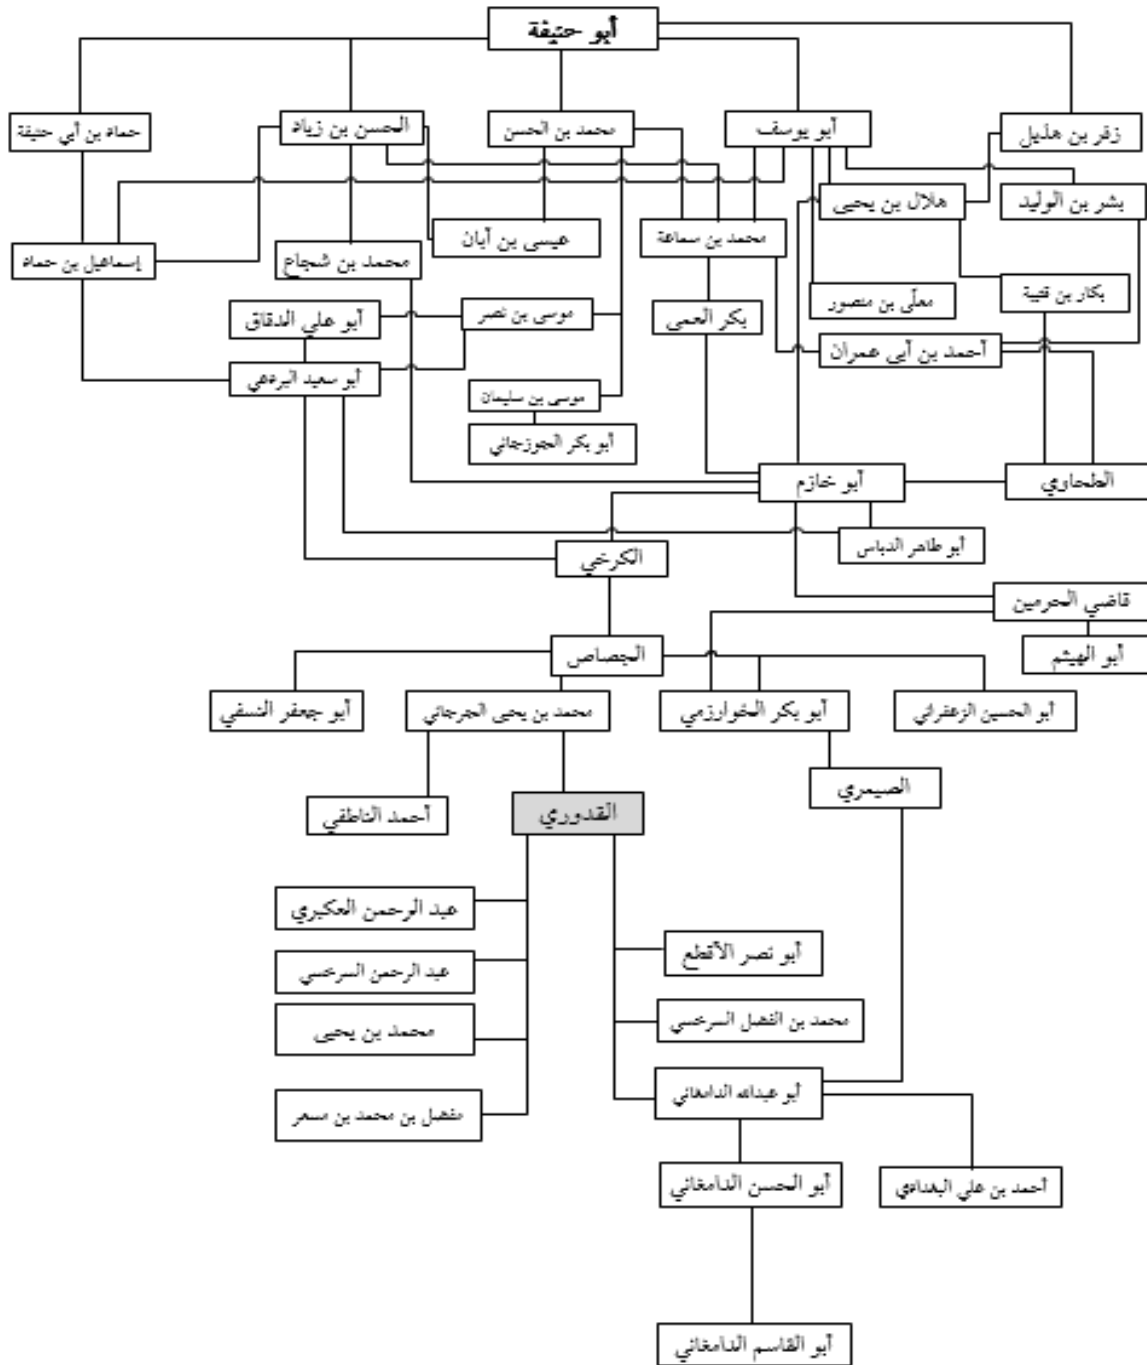 أبو حنيفة
حماد بن أبي حنيفة
الحسن بن زياد
محمد بن الحسن
أبو يوسف
زفر بن هذيل
هلال بن يحيى
بشر بن الوليد
إسماعيل بن حماد
محمد بن شجاع
عيسى بن أبان
محمد بن سماعة
معلّى بن منصور
بكار بن قتيبة
أبو علي الدقاق
موسى بن نصر
بكر العمى
أحمد بن أبى عمران
أبو سعيد البردعي
موسى بن سليمان
أبو بكر الجوزجاني
أبو خازم
الطحاوي
أبو طاهر الدباس
الكرخي
قاضي الحرمين
أبو الهيثم
الجصاص
أبو جعفر النسفي
محمد بن يحيى الجرجاني
أبو بكر الخوارزمي
أبو الحسين الزعفراني
الصيمري
أحمد الناطفي
القدوري
عبد الرحمن العكبري
أبو نصر الأقطع
عبد الرحمن السرخسي
محمد بن الفضل السرخسي
محمد بن يحيى
أبو عبدالله الدامغاني
مفضل بن محمد بن مسعر
أبو الحسن الدامغاني
أحمد بن علي البغدادي
أبو القاسم الدامغاني